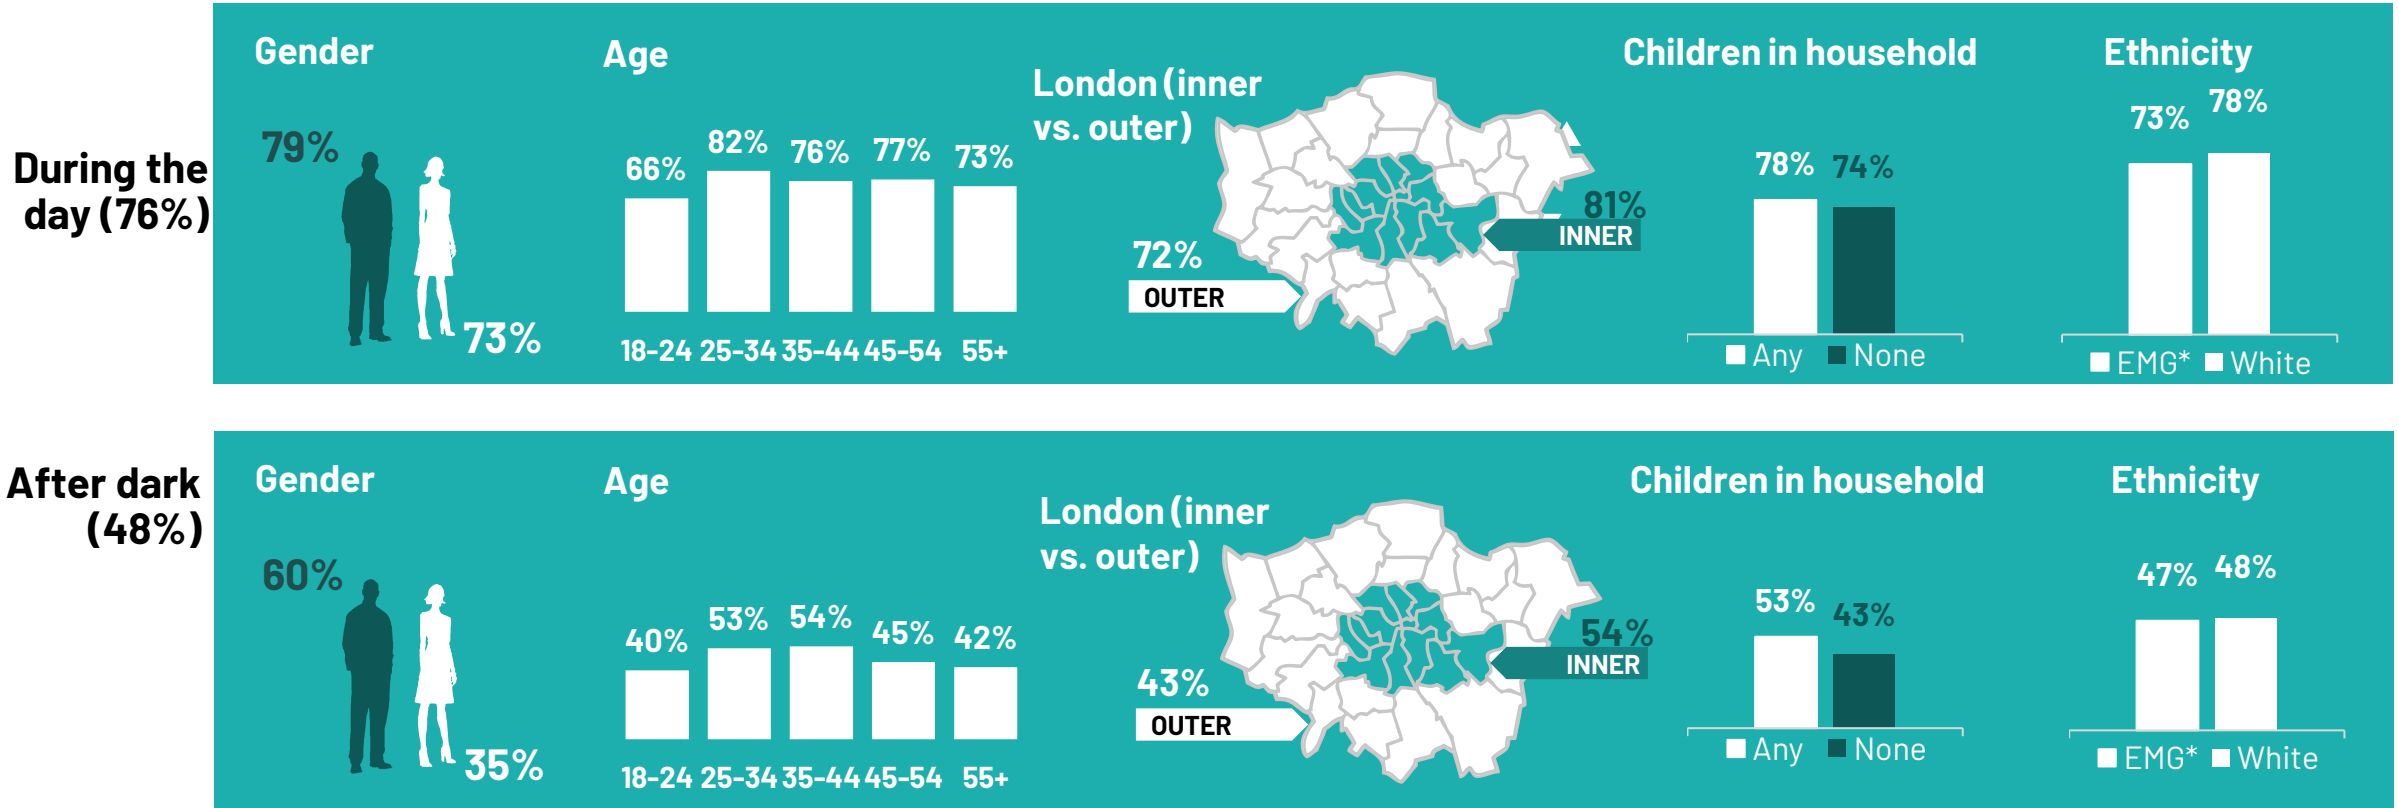 During the
day (76%)
Gender
79%
73%
Age
66%
82%
76%
77%
73%
18-24 25-34 35-44 45-54 55+
London (inner
vs. outer)
81%
INNER
72%
OUTER
Children in household
78% 74%
Any None
Ethnicity
73%
78%
EMG* White
After dark
(48%)
Gender
60%
35%
Age
40%
53%
54%
45%
42%
18-24 25-34 35-44 45-54 55+
London (inner
vs. outer)
54%
INNER
43%
OUTER
Children in household
53% 43%
Any None
Ethnicity
47% 48%
EMG* White